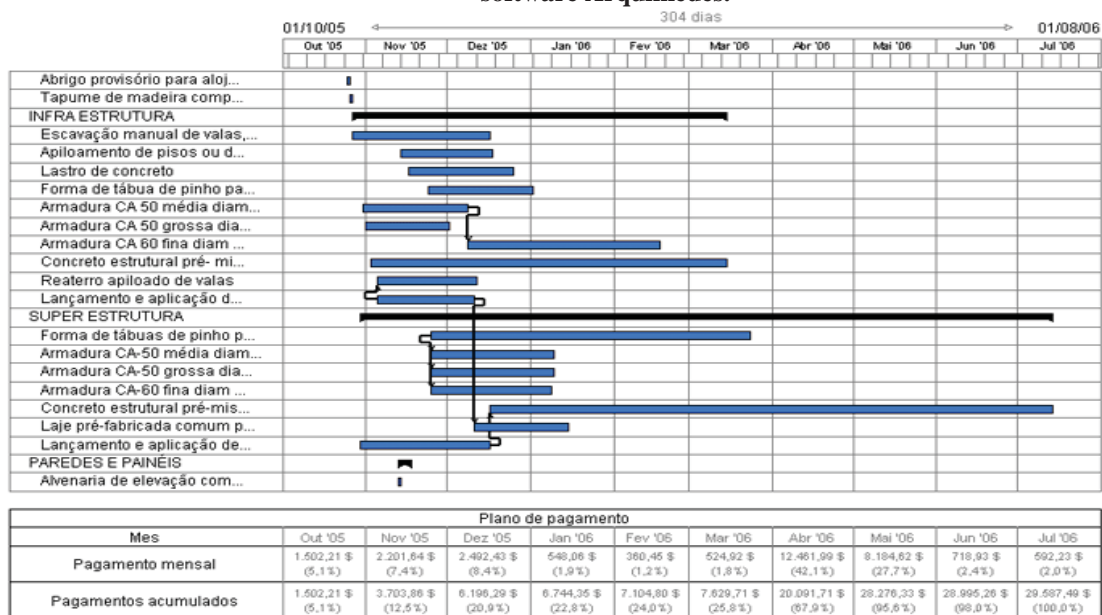 software Arquimedes.
01/10/05 304 dias 01/08/06
Out '05 Nov '05 Dez '05 Jan '06 Fev '06 Mar '06 Abr '06 Mai '06 Jun '06 Jul '06
Abrigo provisório para aloj...
Tapume de madeira comp...
INFRA ESTRUTURA
Escavação manual de valas,...
Apiloamento de pisos ou d...
Lastro de concreto
Forma de tábua de pinho pa...
Armadura CA 50 média diam...
Armadura CA 50 grossa dia...
Armadura CA 60 fina diam ...
Concreto estrutural pré- mi...
Reaterro apiloado de valas
Lançamento e aplicação d...
SUPER ESTRUTURA
Forma de tábuas de pinho p...
Armadura CA-50 média diam...
Armadura CA-50 grossa dia...
Armadura CA-60 fina diam ...
Concreto estrutural pré-mis...
Laje pré-fabricada comum p...
Lançamento e aplicação de...
PAREDES E PAINÉIS
Alvenaria de elevação com...
Plano de pagamento
Mes Out '05 Nov '05 Dez '05 Jan '06 Fev '06 Mar '06 Abr '06 Mai '06 Jun '06 Jul '06
Pagamento mensal 1.502,21 $ 2.201,64 $ 2.492,43 $ 548,06 $ 360,45 $ 524,92 $ 12.461,99 $ 8.184,62 $ 718,93 $ 592,23 $
(5,1%) (7,4%) (8,4%) (1,9%) (1,2%) (1,8%) (42,1%) (27,7%) (2,4%) (2,0%)
Pagamentos acumulados 1.502,21 $ 3.703,86 $ 6.196,29 $ 6.744,35 $ 7.104,80 $ 7.629,71 $ 20.091,71 $ 28.276,33 $ 28.995,26 $ 29.587,49 $
(5,1%) (12,5%) (20,9%) (22,8%) (24,0%) (25,8%) (67,9%) (95,6%) (98,0%) (100,0%)